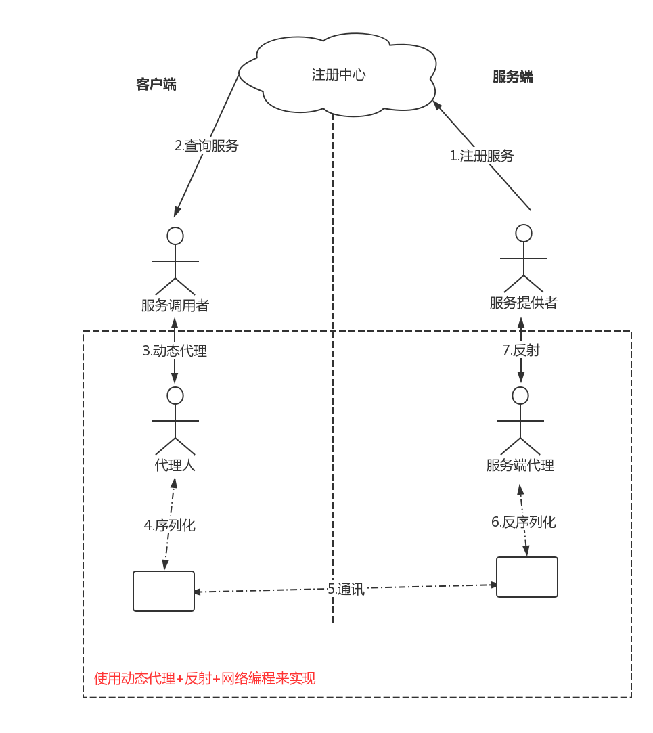 注册中心
客户端
服务端
2.查询服务
1.注册服务
服务调用者
服务提供者
3.动态代理
7.反射
代理人
服务端代理
4.序列化
6.反序列化
5.通讯
使用动态代理+反射+网络编程来实现